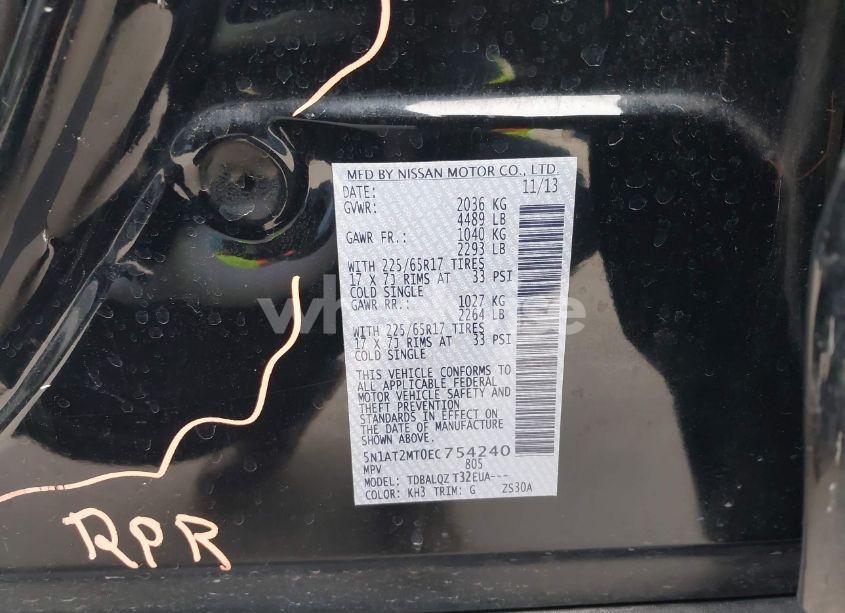 MFD BY NISSAN MOTOR CO., LTD.
DATE: 11/13
GVWR: 2036 KG
4489 LB
GAWR FR.: 1040 KG
2293 LB
WITH 225/65R17 TIRES
17 X 7J RIMS AT 33 PSI
COLD SINGLE
GAWR RR.: 1027 KG
2264 LB
WITH 225/65R17 TIRES
17 X 7J RIMS AT 33 PSI
COLD SINGLE
THIS VEHICLE CONFORMS TO
ALL APPLICABLE FEDERAL
MOTOR VEHICLE SAFETY AND
THEFT PREVENTION
STANDARDS IN EFFECT ON
THE DATE OF MANUFACTURE
SHOWN ABOVE.
5N1AT2MT0EC754240
MPV 805
MODEL: TDBALQZ T32EUA---
COLOR: KH3 TRIM: G ZS30A
RPR